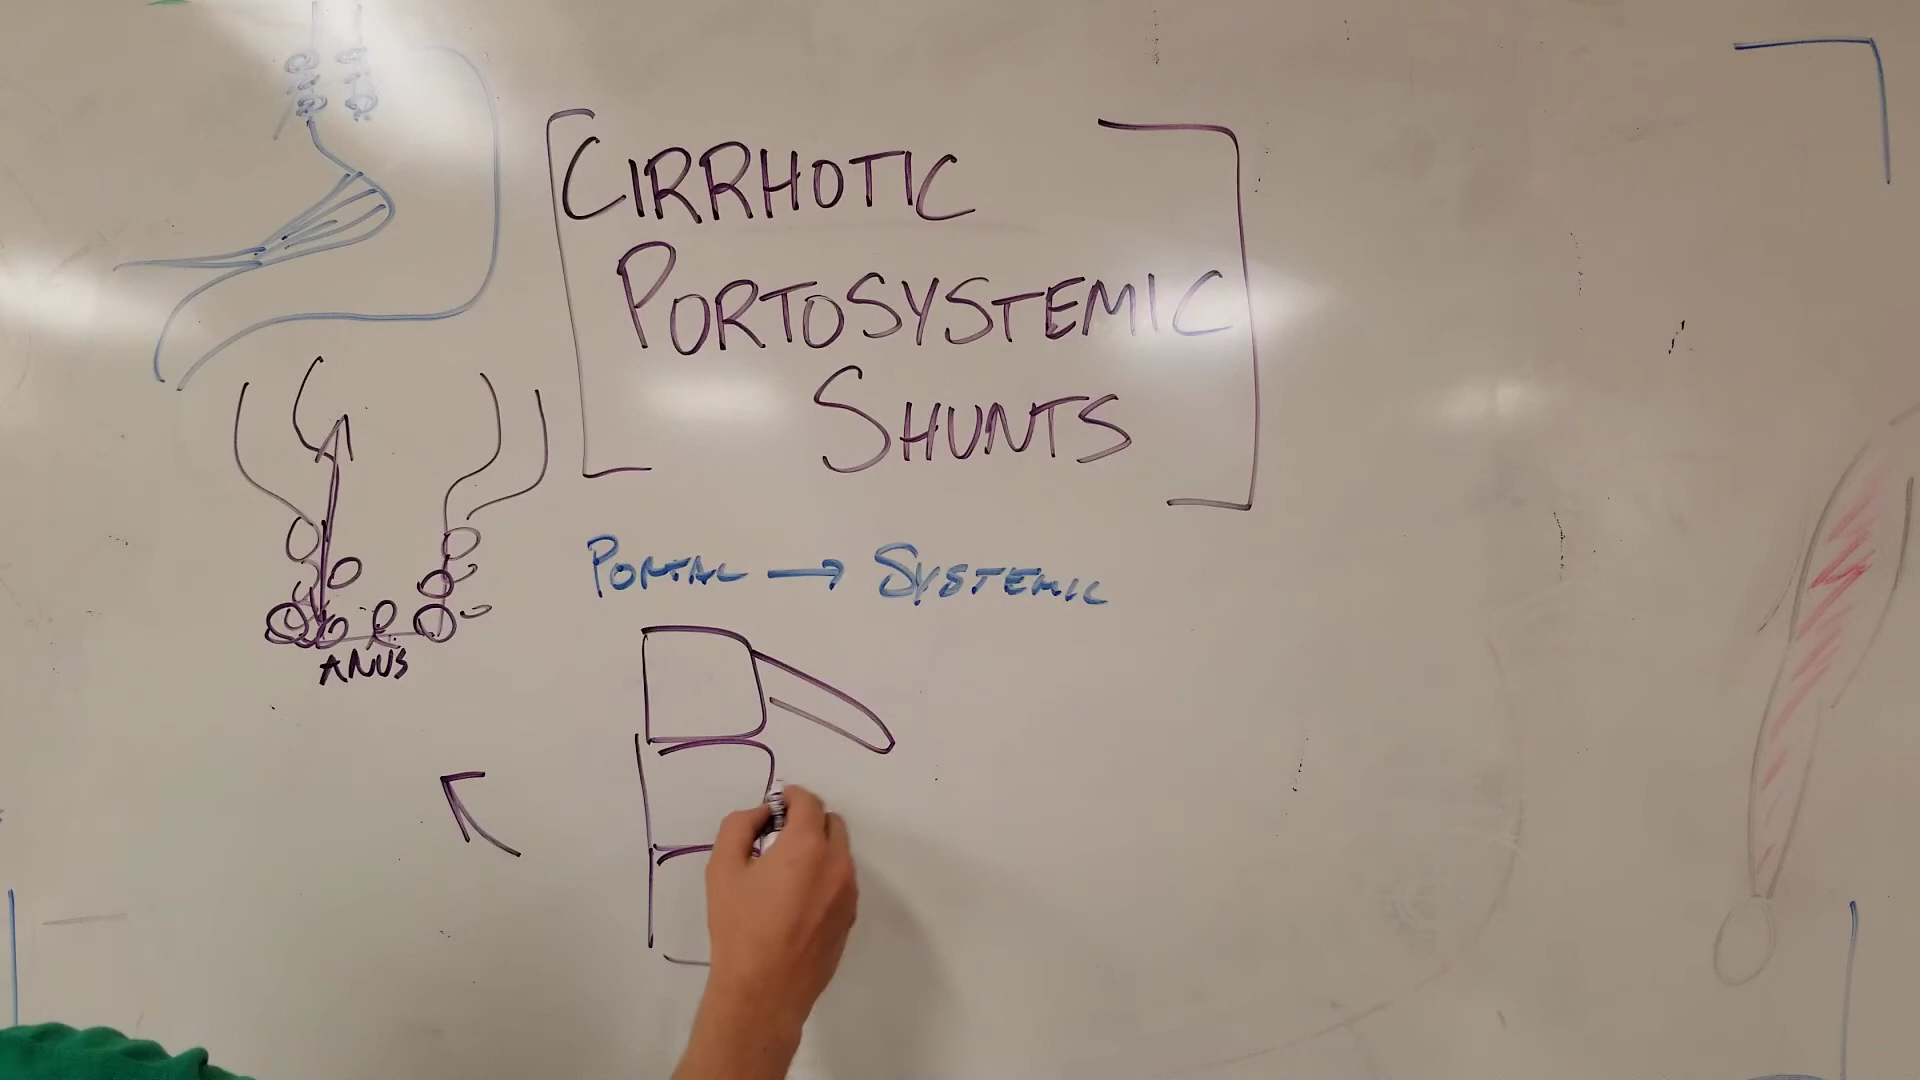 CIRRHOTIC
PORTOSYSTEMIC
SHUNTS
PORTAL → SYSTEMIC
ANUS